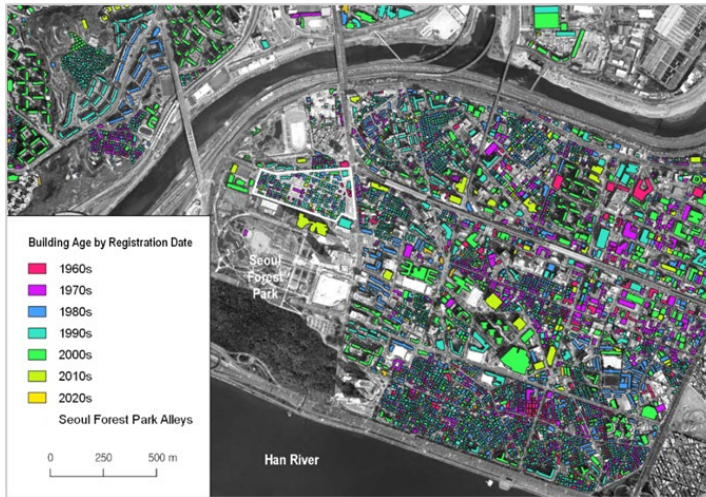 Seoul
Forest
Park
Building Age by Registration Date
1960s
1970s
1980s
1990s
2000s
2010s
2020s
Seoul Forest Park Alleys
0 250 500 m
Han River